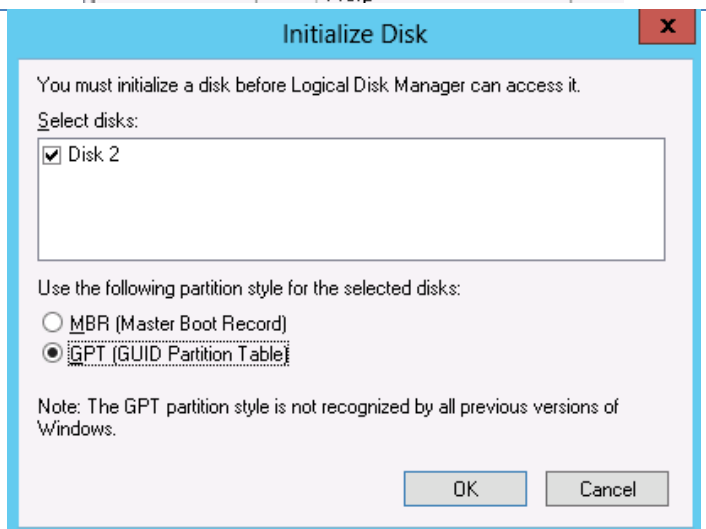 Initialize Disk
x
You must initialize a disk before Logical Disk Manager can access it.
Select disks:
Disk 2
Use the following partition style for the selected disks:
MBR (Master Boot Record)
GPT (GUID Partition Table)
Note: The GPT partition style is not recognized by all previous versions of
Windows.
OK
Cancel